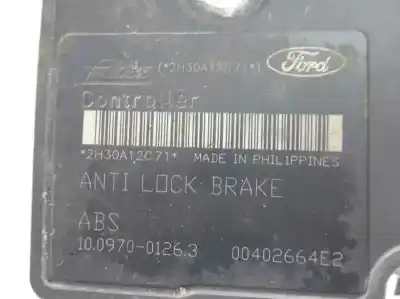 (*2H30A12C71*) Ford
Controller
*2H30A12C71* MADE IN PHILIPPINES
ANTI LOCK BRAKE
ABS
10.0970-0126.3 00402664E2